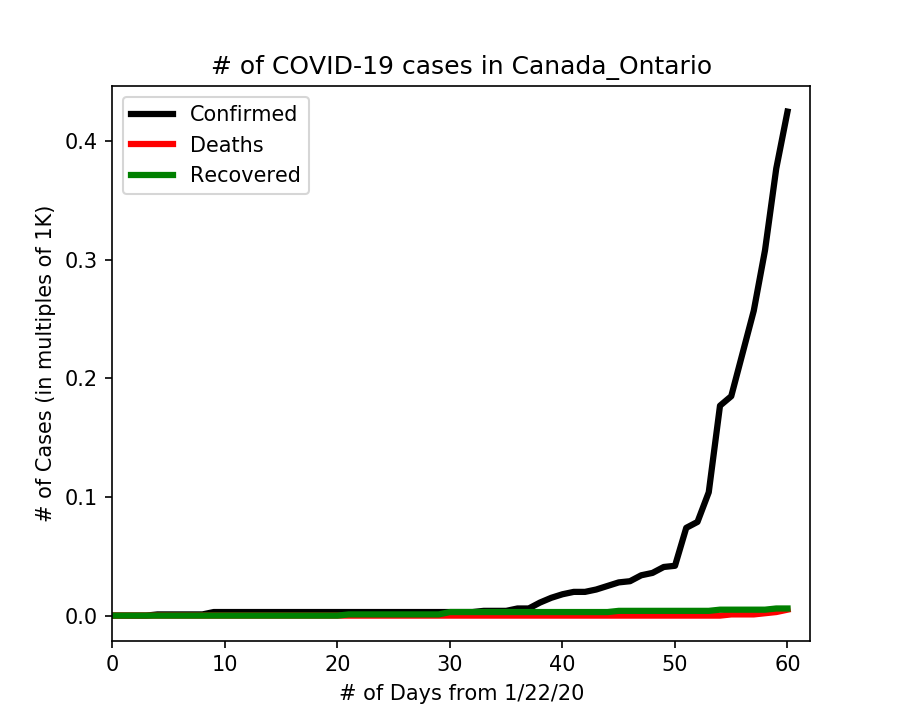 # of COVID-19 cases in Canada_Ontario
Confirmed
Deaths
Recovered
# of Cases (in multiples of 1K)
0.4
0.3
0.2
0.1
0.0
0 10 20 30 40 50 60
# of Days from 1/22/20